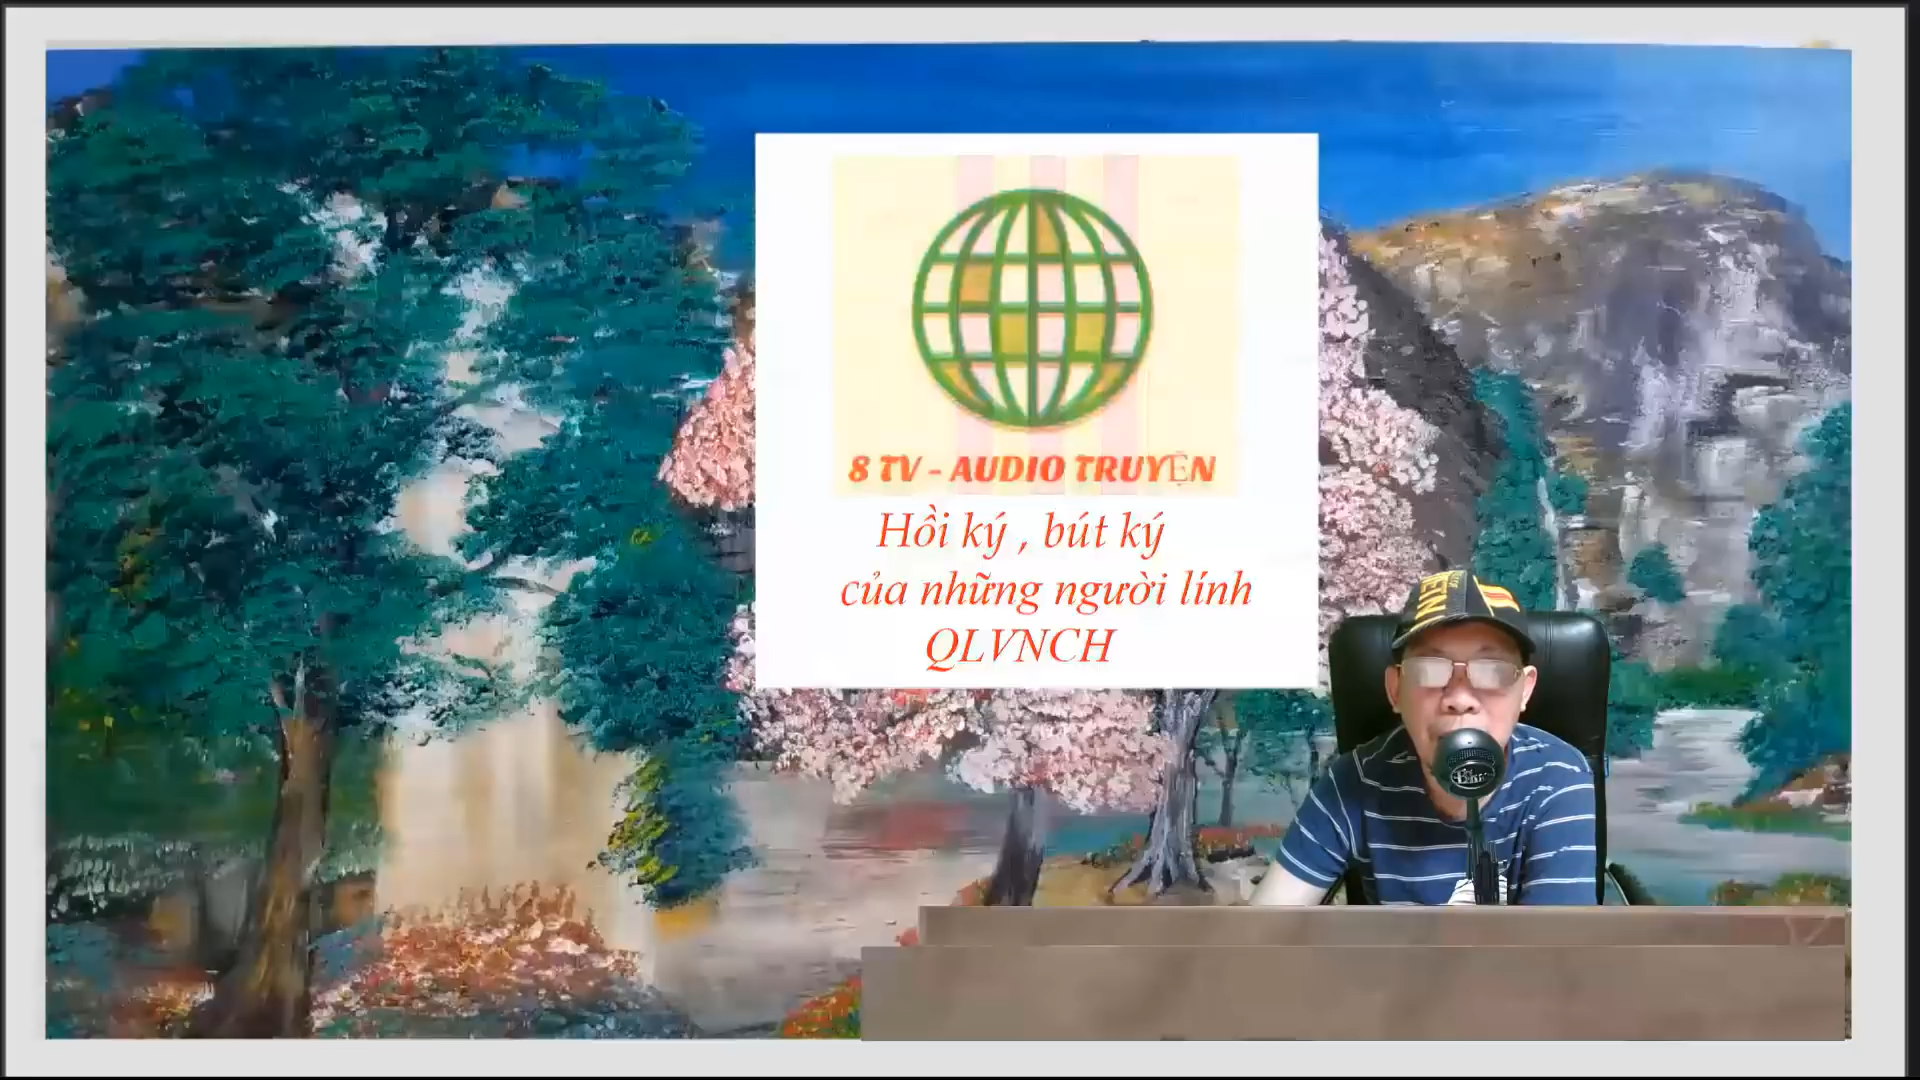 8 TV - AUDIO TRUYỆN
Hồi ký , bút ký
của những người lính
QLVNCH